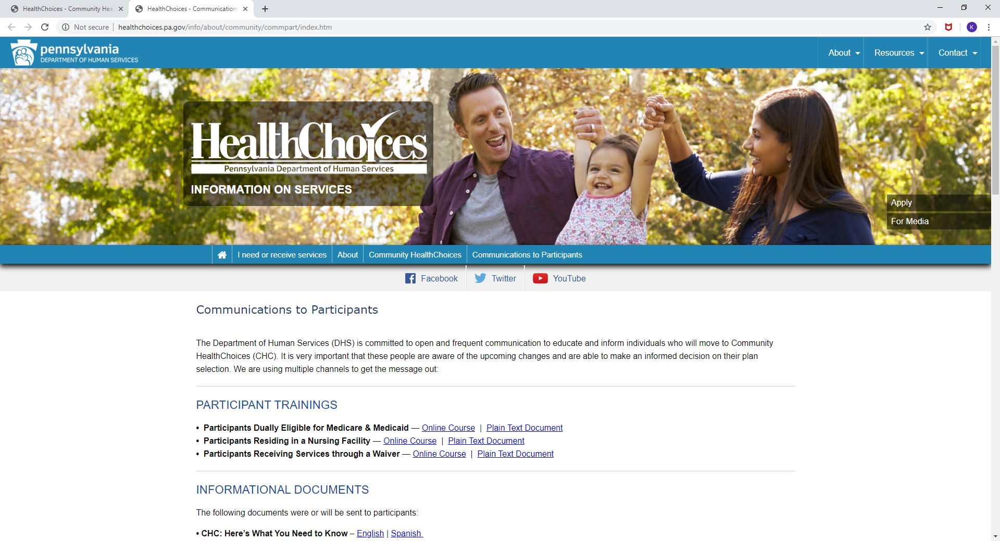 HealthChoices - Community Hea
HealthChoices - Communications
Not secure | healthchoices.pa.gov/info/about/community/commpart/index.htm
K
pennsylvania
DEPARTMENT OF HUMAN SERVICES
About
Resources
Contact
HealthChoices
Pennsylvania Department of Human Services
INFORMATION ON SERVICES
Apply
For Media
I need or receive services
About
Community HealthChoices
Communications to Participants
Facebook
Twitter
YouTube
Communications to Participants
The Department of Human Services (DHS) is committed to open and frequent communication to educate and inform individuals who will move to Community
HealthChoices (CHC). It is very important that these people are aware of the upcoming changes and are able to make an informed decision on their plan
selection. We are using multiple channels to get the message out:
PARTICIPANT TRAININGS
• Participants Dually Eligible for Medicare & Medicaid — Online Course | Plain Text Document
• Participants Residing in a Nursing Facility — Online Course | Plain Text Document
• Participants Receiving Services through a Waiver — Online Course | Plain Text Document
INFORMATIONAL DOCUMENTS
The following documents were or will be sent to participants:
• CHC: Here’s What You Need to Know – English | Spanish